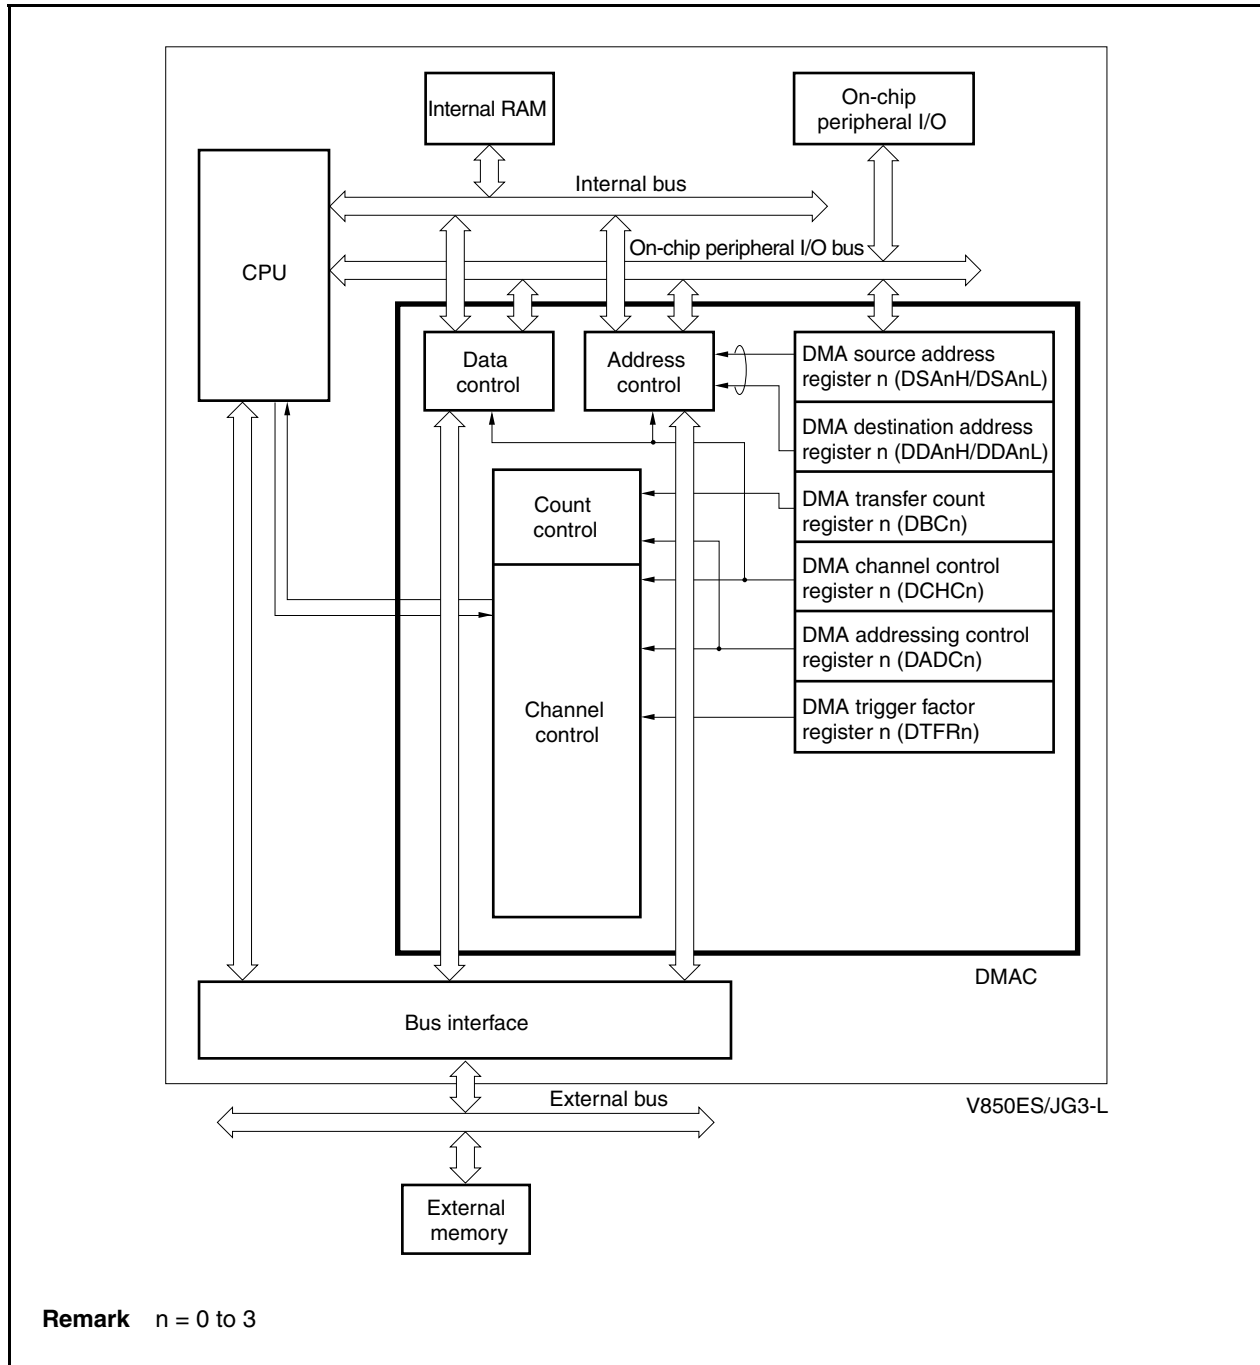 Internal RAM
On-chip
peripheral I/O
Internal bus
On-chip peripheral I/O bus
CPU
Data
control
Address
control
DMA source address
register n (DSAnH/DSAnL)
DMA destination address
register n (DDAnH/DDAnL)
Count
control
DMA transfer count
register n (DBCn)
DMA channel control
register n (DCHCn)
DMA addressing control
register n (DADCn)
Channel
control
DMA trigger factor
register n (DTFRn)
DMAC
Bus interface
External bus
V850ES/JG3-L
External
memory
Remark n = 0 to 3